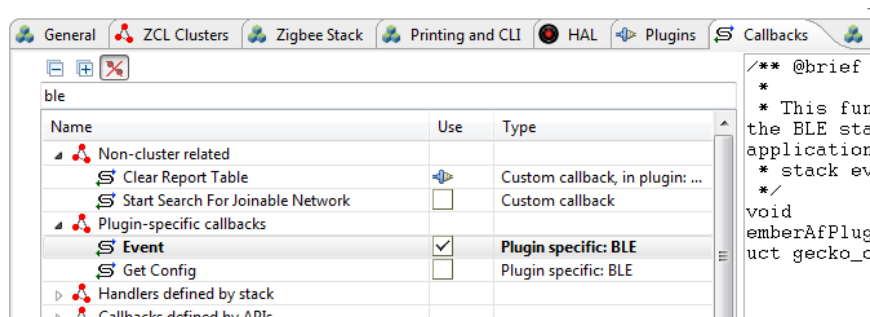 General ZCL Clusters Zigbee Stack Printing and CLI HAL Plugins Callbacks
ble
Name Use Type
Non-cluster related
Clear Report Table Custom callback, in plugin: ...
Start Search For Joinable Network Custom callback
Plugin-specific callbacks
Event Plugin specific: BLE
Get Config Plugin specific: BLE
Handlers defined by stack
Callbacks defined by APIs
/** @brief
*
* This fun
the BLE sta
application
* stack ev
*/
void
emberAfPlug
uct gecko_c